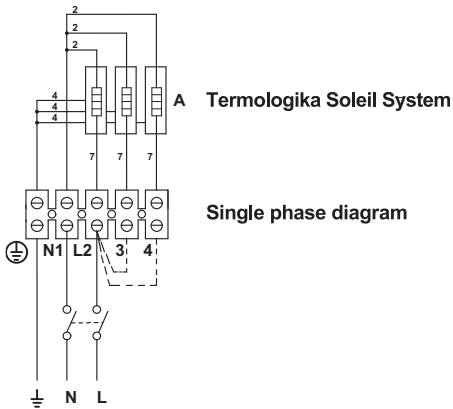 2
2
2
4
4
4
A
Termologika Soleil System
7 7 7
Single phase diagram
N1 L2 3 4
N L